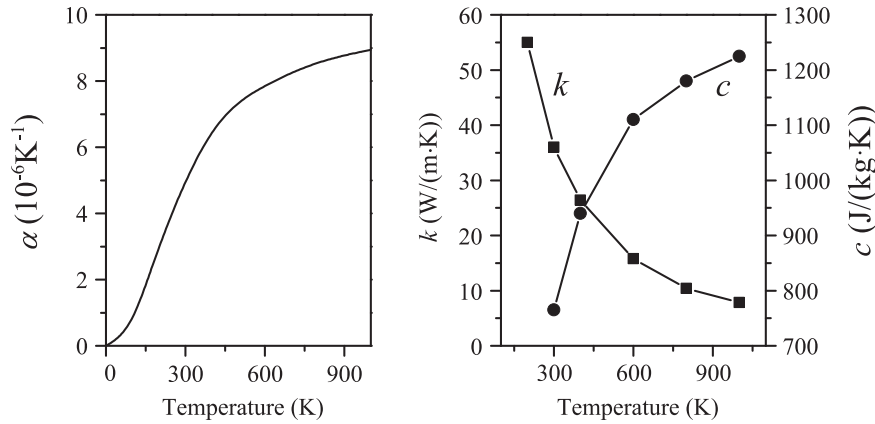 10
8
6
4
2
0
α (10⁻⁶K⁻¹)
0 300 600 900
Temperature (K)
60
50
40
30
20
10
0
k (W/(m·K))
k
c
300 600 900
Temperature (K)
1300
1200
1100
1000
900
800
700
c (J/(kg·K))